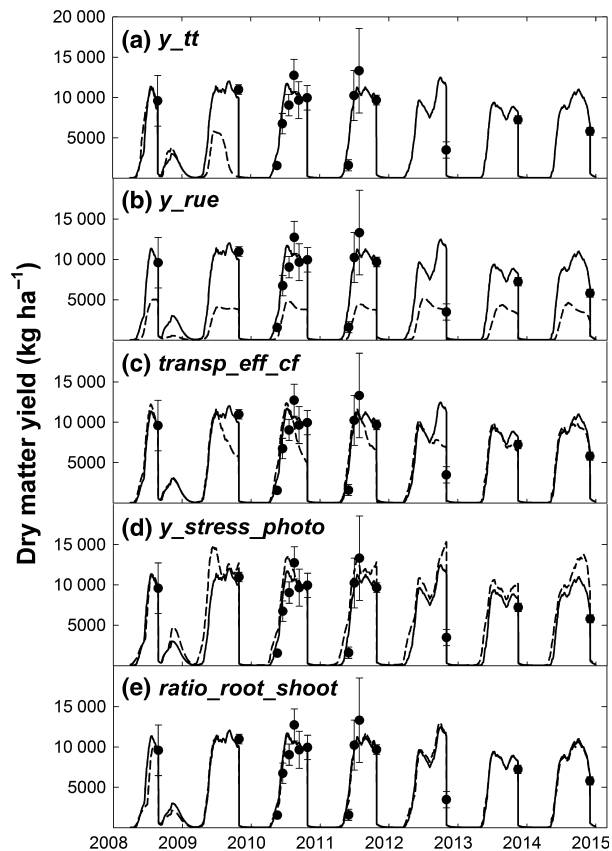 20 000
(a) y_tt
15 000
10 000
5000
(b) y_rue
15 000
10 000
5000
(c) transp_eff_cf
15 000
10 000
5000
(d) y_stress_photo
15 000
10 000
5000
(e) ratio_root_shoot
15 000
10 000
5000
Dry matter yield (kg ha⁻¹)
2008 2009 2010 2011 2012 2013 2014 2015